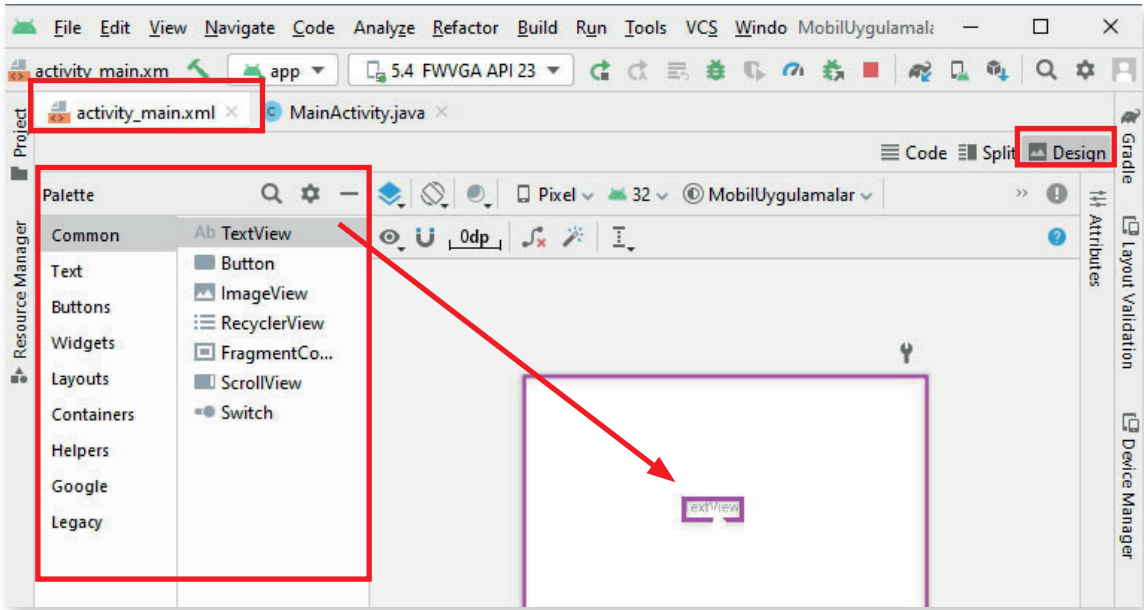 File Edit View Navigate Code Analyze Refactor Build Run Tools VCS Windo MobilUygulamala
activity_main.xm app 5.4 FWVGA API 23
activity_main.xml MainActivity.java
Code Split Design
Palette
Pixel 32 MobilUygulamalar
Common
Text
Buttons
Widgets
Layouts
Containers
Helpers
Google
Legacy
Ab TextView
Button
ImageView
RecyclerView
FragmentCo...
ScrollView
Switch
0dp
TextView
Project
Resource Manager
Gradle
Attributes
Layout Validation
Device Manager